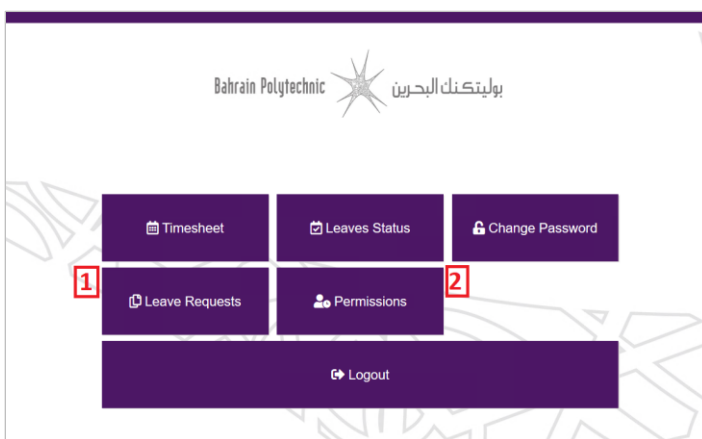 Bahrain Polytechnic بوليتكنك البحرين
Timesheet
Leaves Status
Change Password
1
Leave Requests
Permissions
2
Logout